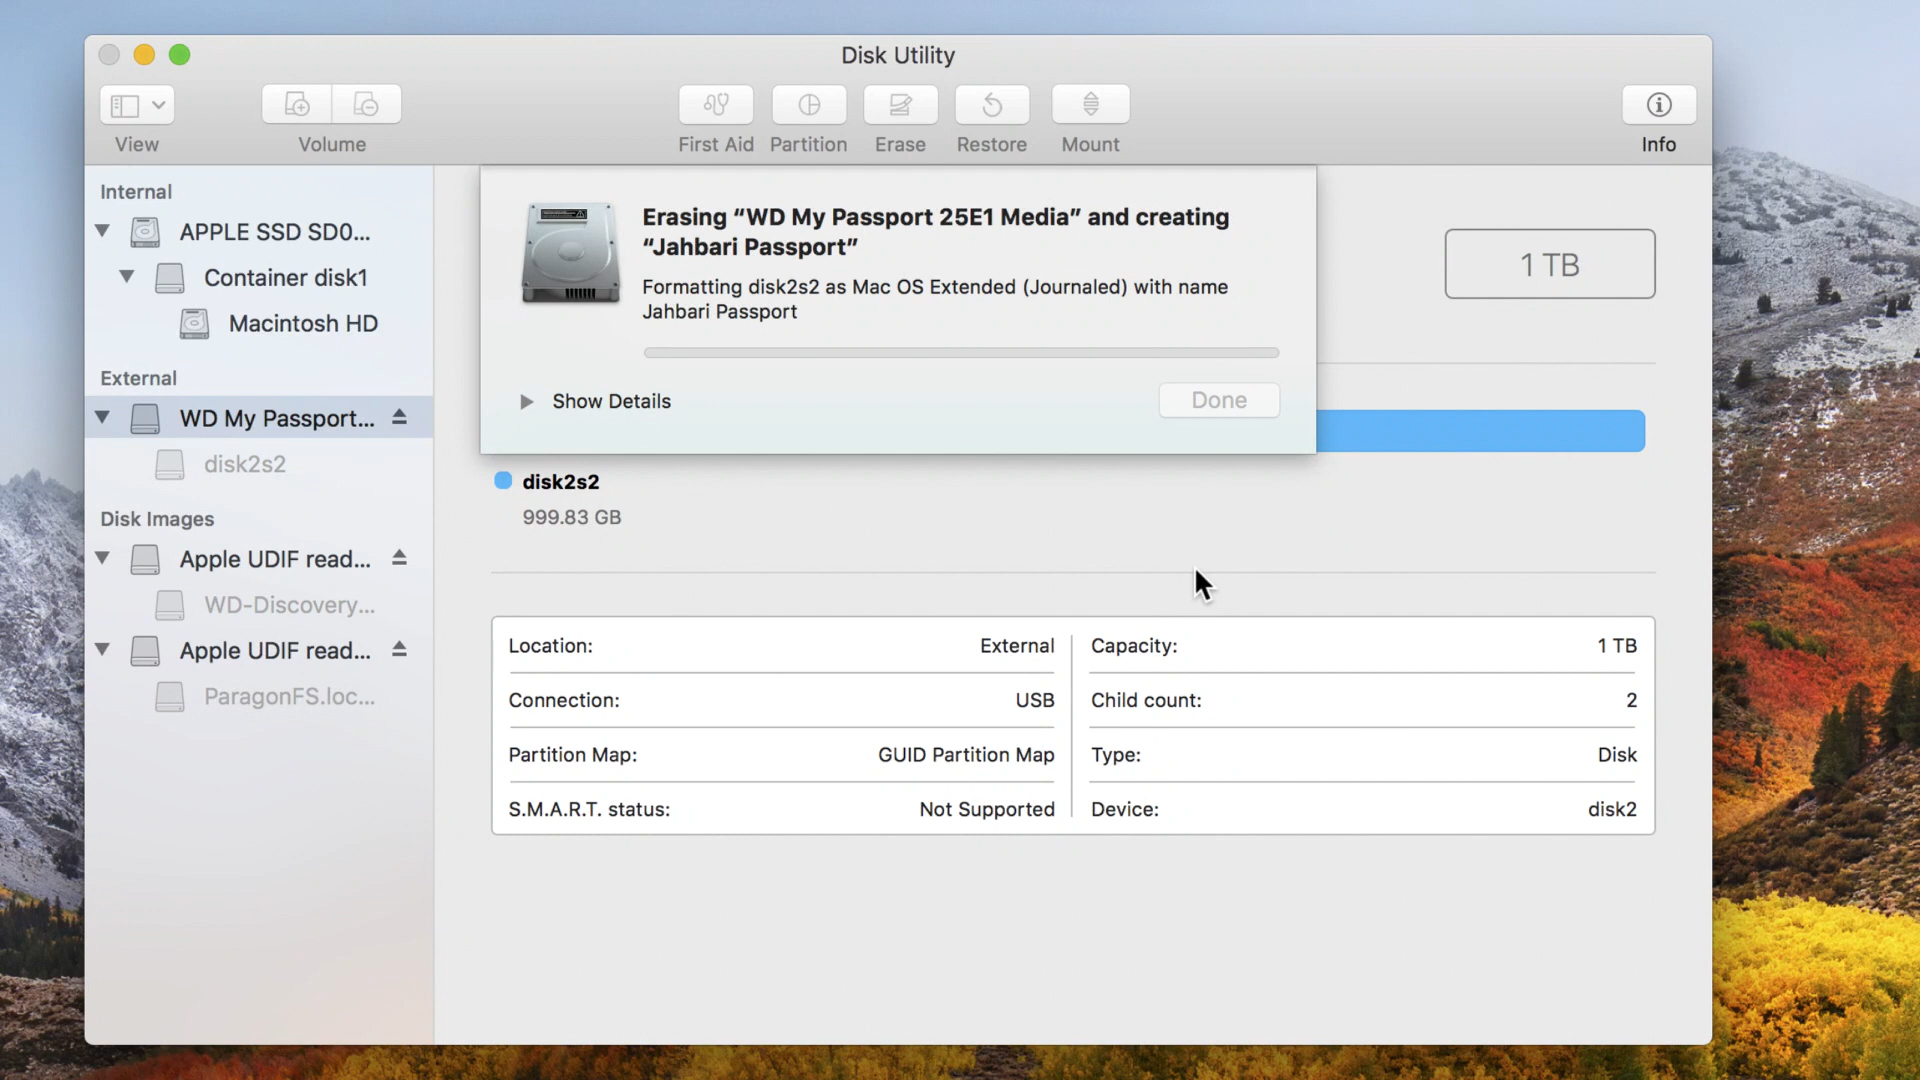 Disk Utility
View
Volume
First Aid
Partition
Erase
Restore
Mount
Info
Internal
APPLE SSD SD0...
Container disk1
Macintosh HD
External
WD My Passport...
disk2s2
Disk Images
Apple UDIF read...
WD-Discovery...
Apple UDIF read...
ParagonFS.loc...
Erasing “WD My Passport 25E1 Media” and creating
“Jahbari Passport”
Formatting disk2s2 as Mac OS Extended (Journaled) with name
Jahbari Passport
Show Details
Done
1 TB
disk2s2
999.83 GB
Location: External
Connection: USB
Partition Map: GUID Partition Map
S.M.A.R.T. status: Not Supported
Capacity: 1 TB
Child count: 2
Type: Disk
Device: disk2